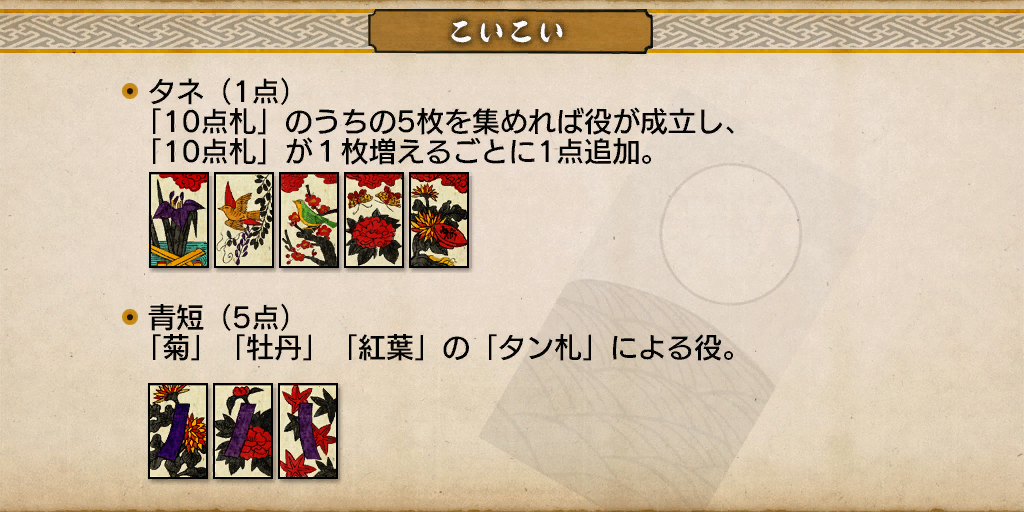 こいこい
タネ（1点）
「10点札」のうちの5枚を集めれば役が成立し、
「10点札」が１枚増えるごとに1点追加。
青短（5点）
「菊」「牡丹」「紅葉」の「タン札」による役。